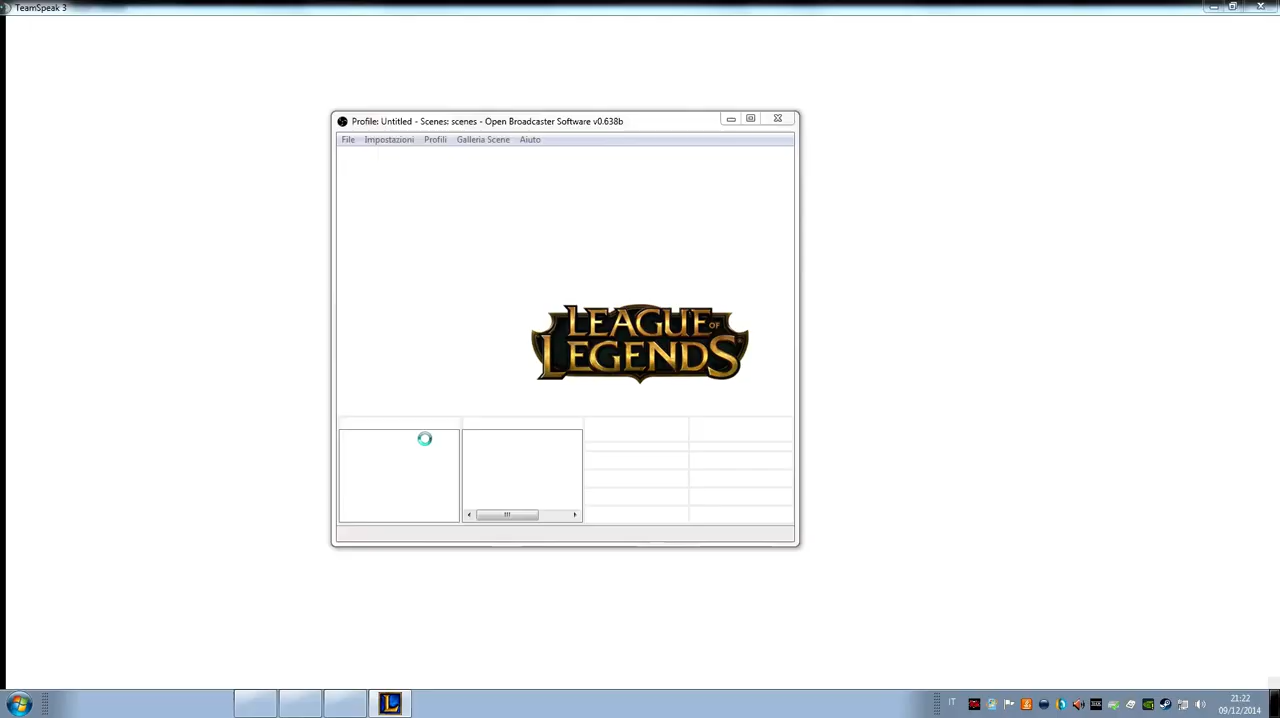 TeamSpeak 3
Profile: Untitled - Scenes: scenes - Open Broadcaster Software v0.638b
File Impostazioni Profili Galleria Scene Aiuto
LEAGUE OF
LEGENDS
IT
21:22
09/12/2014